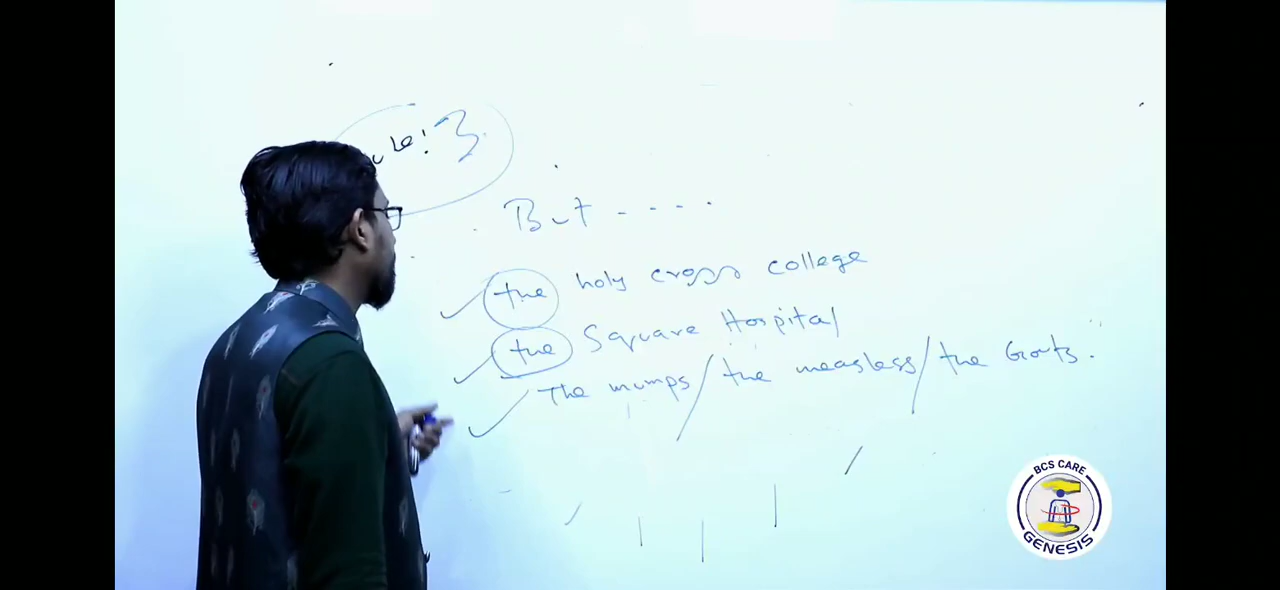 ule! 3
But - - - -
the holy cross college
the Square Hospital
The mumps / the measless / the Gouts.
BCS CARE
GENESIS